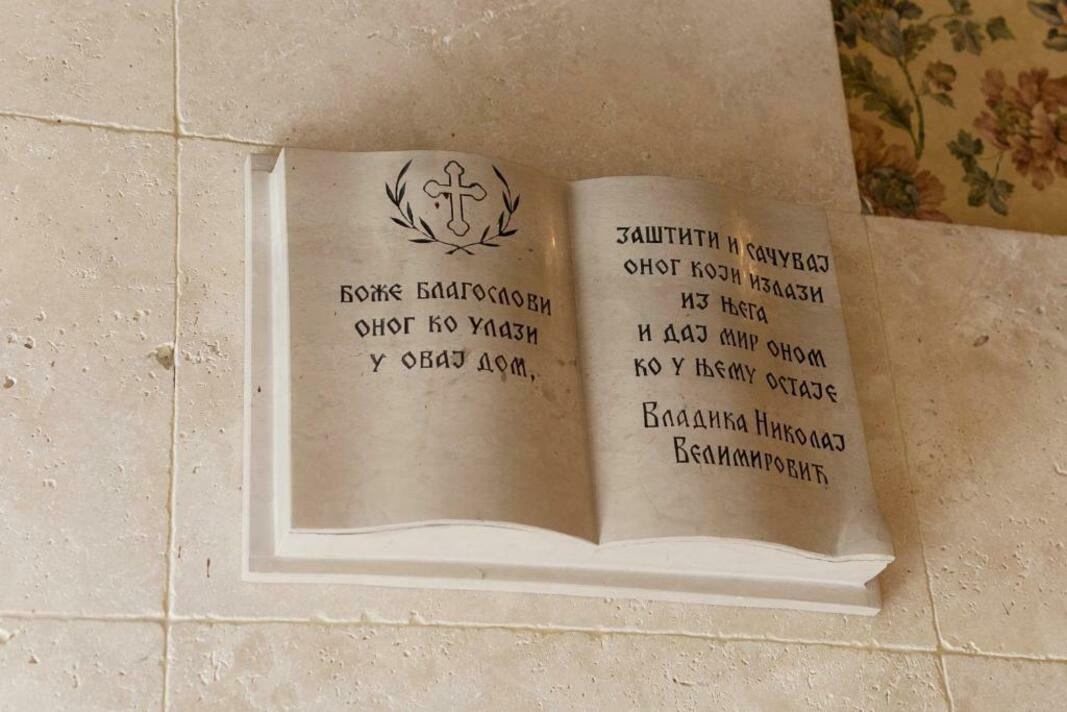 БОЖЕ БЛАГОСЛОВИ
ОНОГ КО УЛАЗИ
У ОВАЈ ДОМ,
ЗАШТИТИ И САЧУВАЈ
ОНОГ КОЈИ ИЗЛАЗИ
ИЗ ЊЕГА
И ДАЈ МИР ОНОМ
КО У ЊЕМУ ОСТАЈЕ
Владика Николај
Велимировић